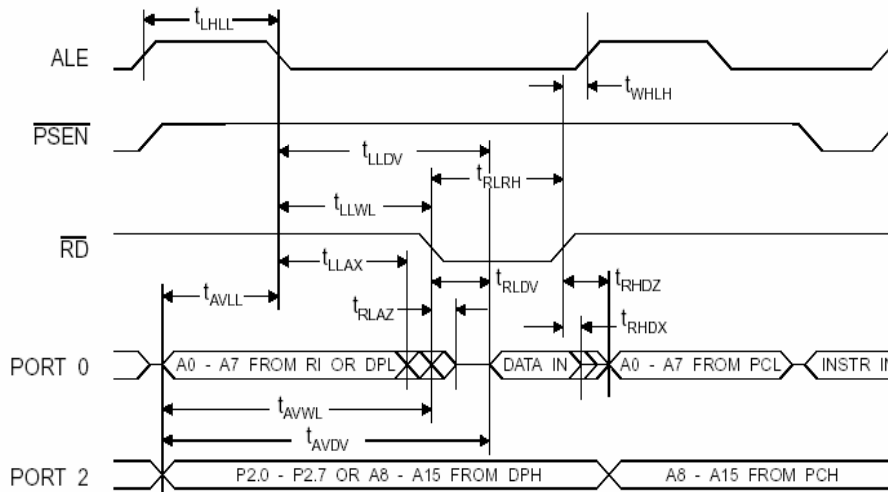 tLHLL
ALE
tWHLH
PSEN
tLLDV
tRLRH
tLLWL
RD
tLLAX
tAVLL
tRLDV
tRHDZ
tRLAZ
tRHDX
PORT 0
A0 - A7 FROM RI OR DPL
DATA IN
A0 - A7 FROM PCL
INSTR IN
tAVWL
tAVDV
PORT 2
P2.0 - P2.7 OR A8 - A15 FROM DPH
A8 - A15 FROM PCH